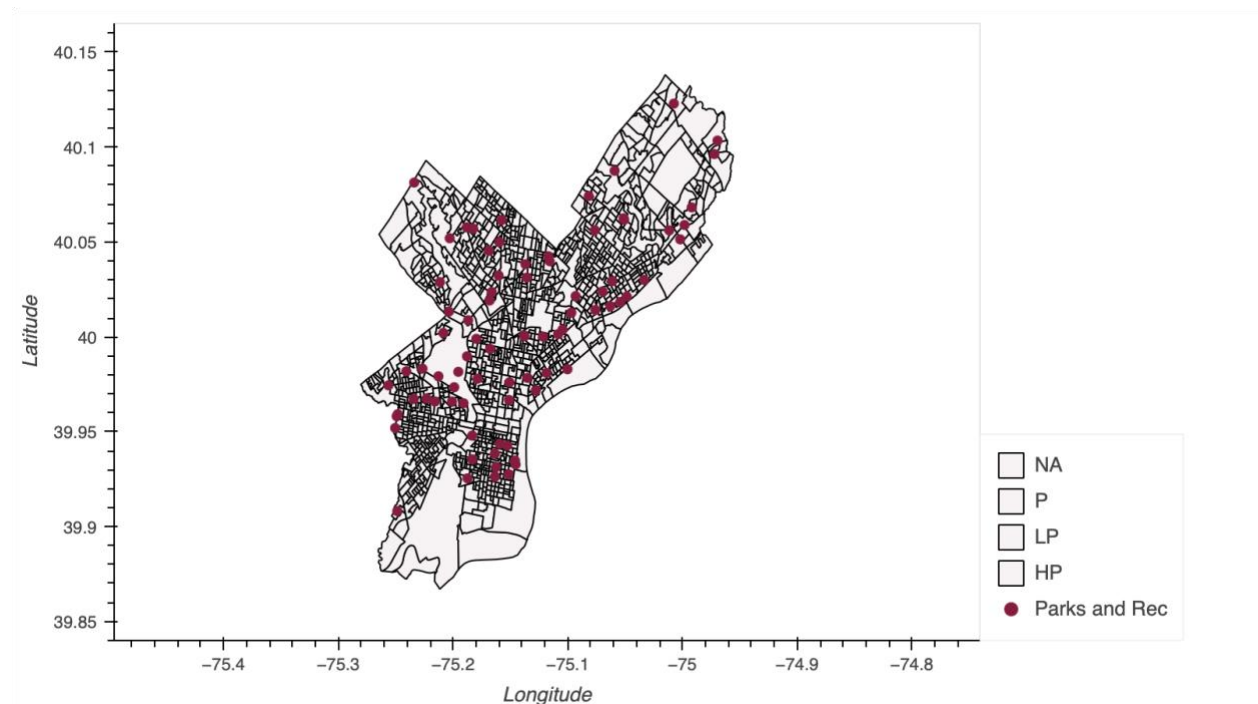 40.15
40.1
40.05
40
39.95
39.9
39.85
Latitude
−75.4
−75.3
−75.2
−75.1
−75
−74.9
−74.8
Longitude
NA
P
LP
HP
Parks and Rec